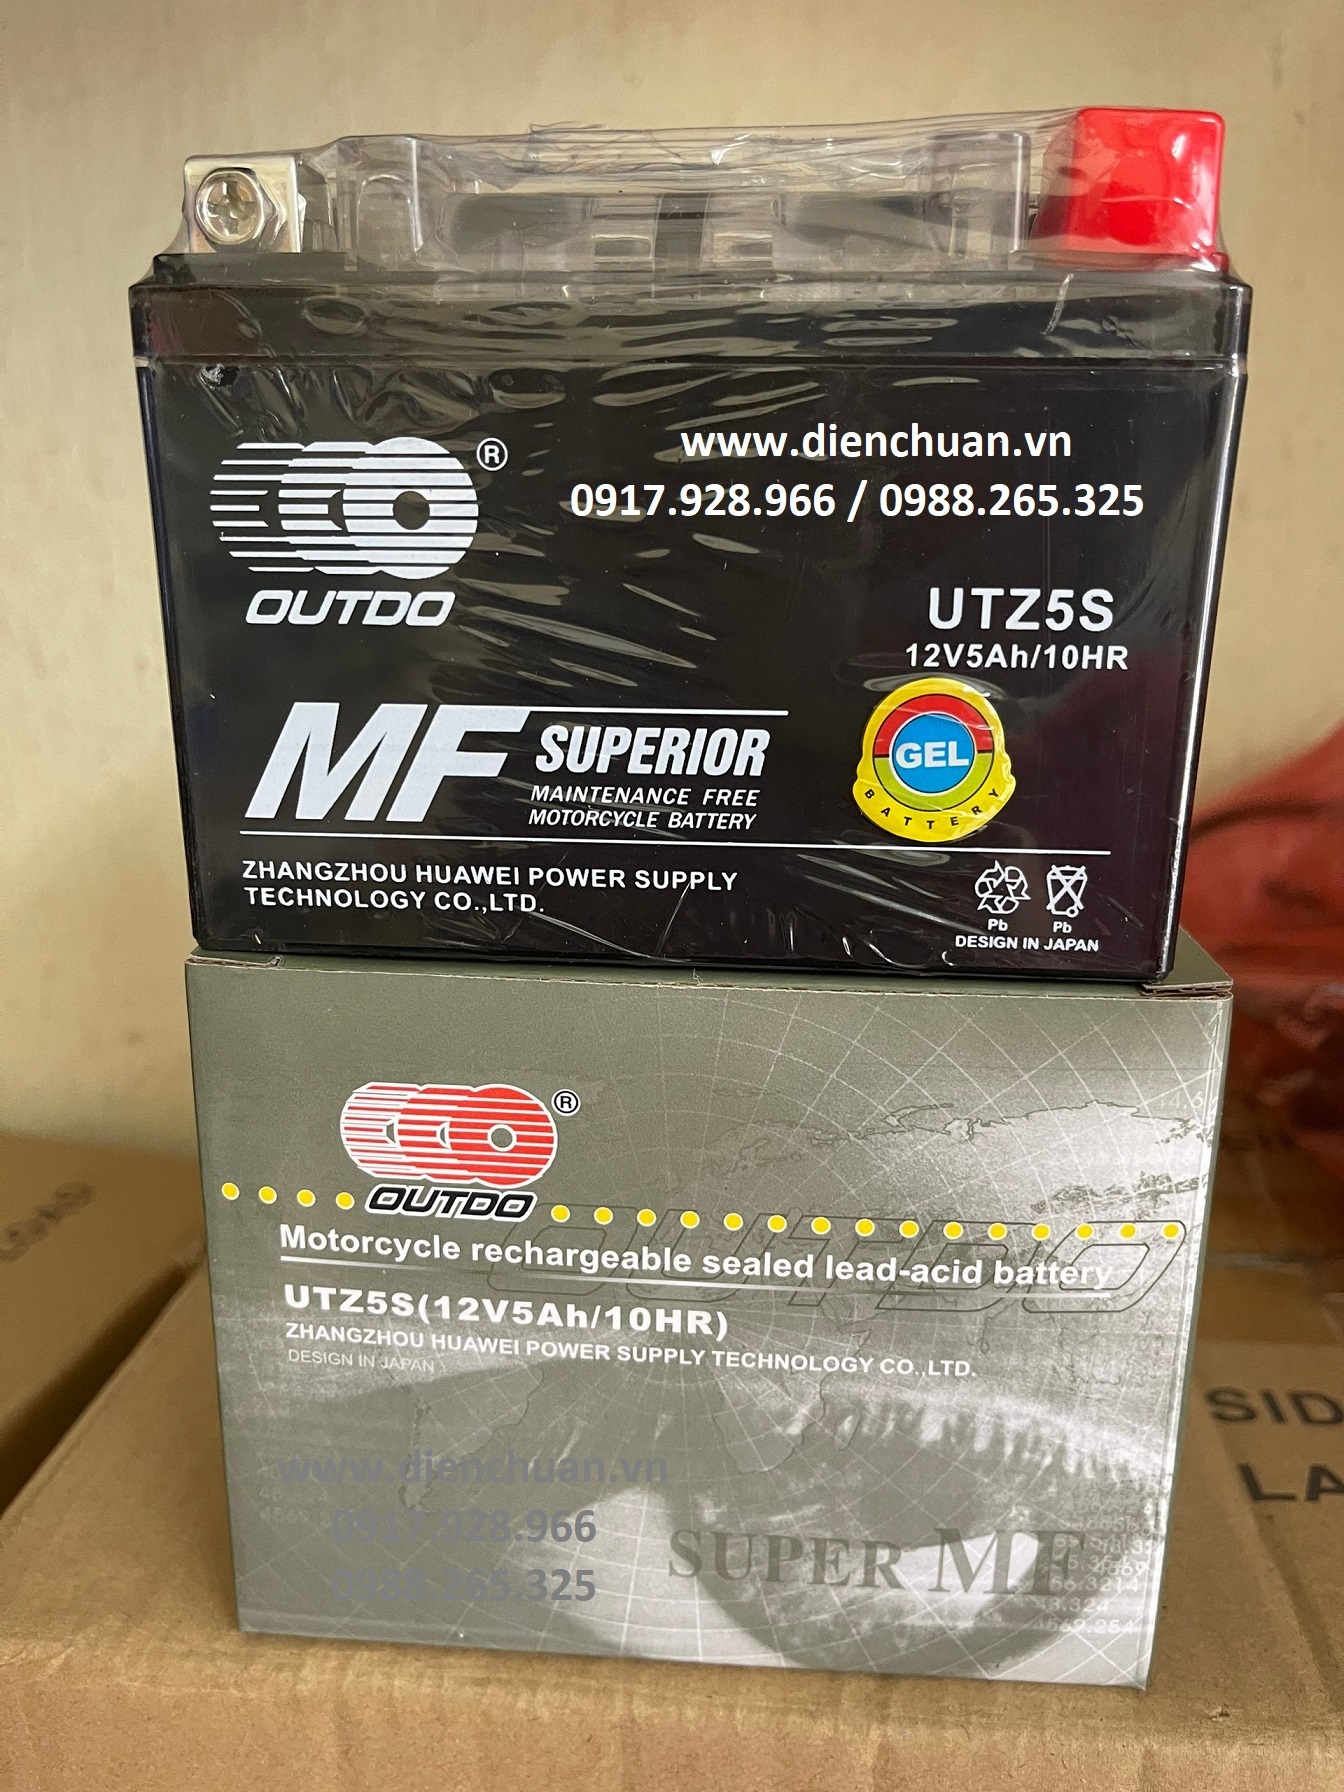 www.dienchuan.vn
0917.928.966 / 0988.265.325
®
OUTDO
UTZ5S
12V5Ah/10HR
MF SUPERIOR
MAINTENANCE FREE
MOTORCYCLE BATTERY
GEL
BATTERY
ZHANGZHOU HUAWEI POWER SUPPLY
TECHNOLOGY CO.,LTD.
Pb
Pb
DESIGN IN JAPAN
®
OUTDO
OUTDO
Motorcycle rechargeable sealed lead-acid battery
UTZ5S(12V5Ah/10HR)
ZHANGZHOU HUAWEI POWER SUPPLY TECHNOLOGY CO.,LTD.
DESIGN IN JAPAN
www.dienchuan.vn
0917.928.966
0988.265.325
SUPER MF
SID
LA